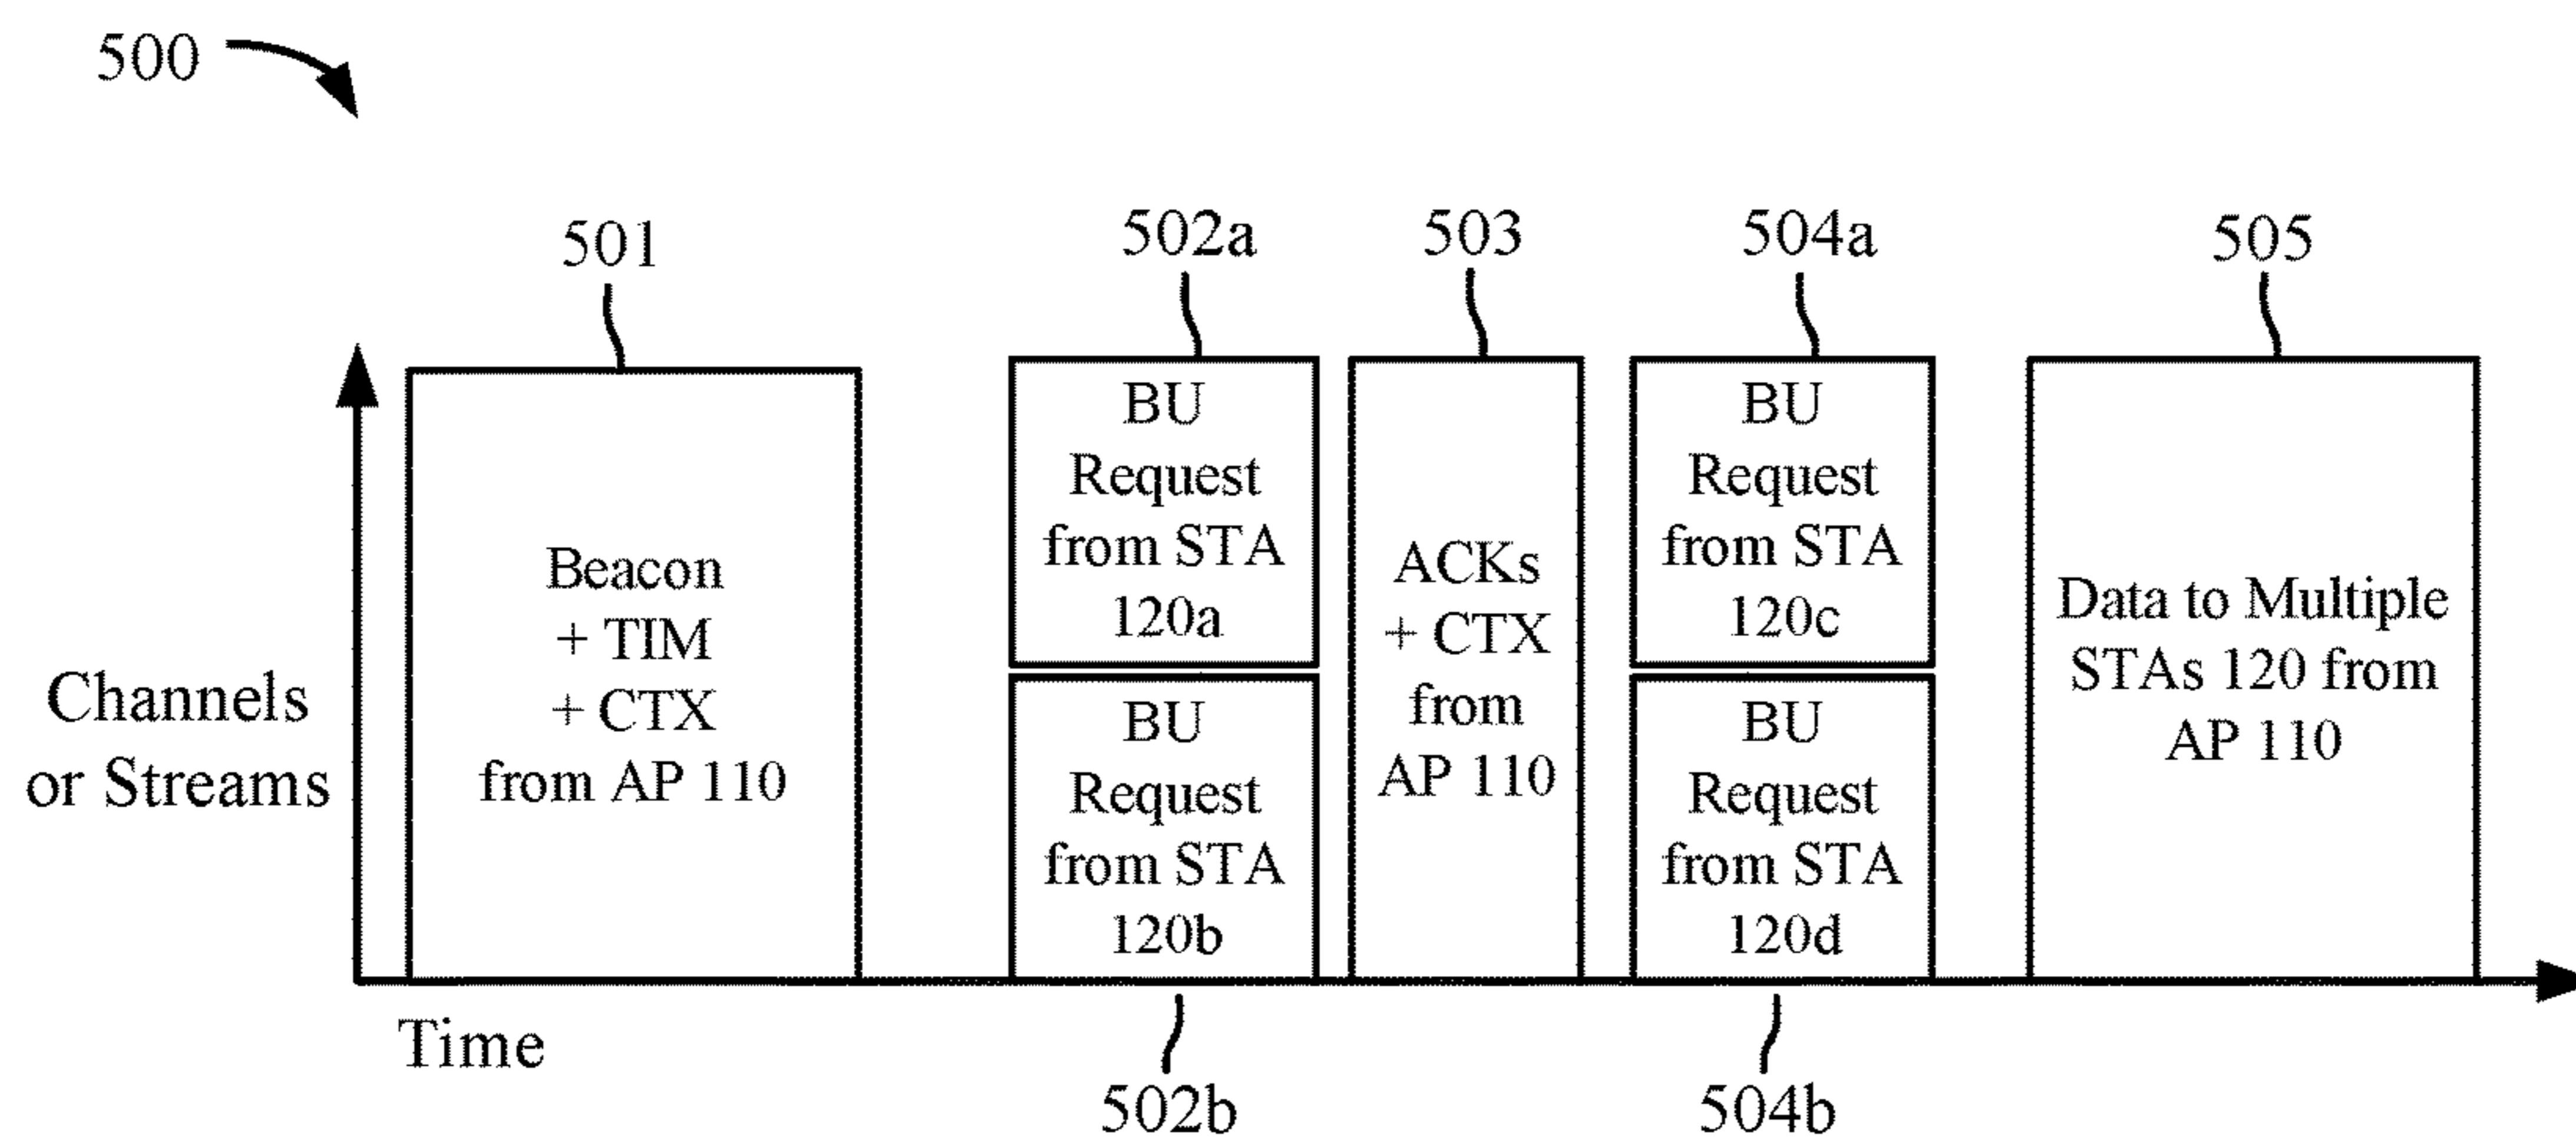 500
501
502a
503
504a
505
Beacon
+ TIM
+ CTX
from AP 110
BU
Request
from STA
120a
BU
Request
from STA
120b
ACKs
+ CTX
from
AP 110
BU
Request
from STA
120c
BU
Request
from STA
120d
Data to Multiple
STAs 120 from
AP 110
Channels
or Streams
Time
502b
504b